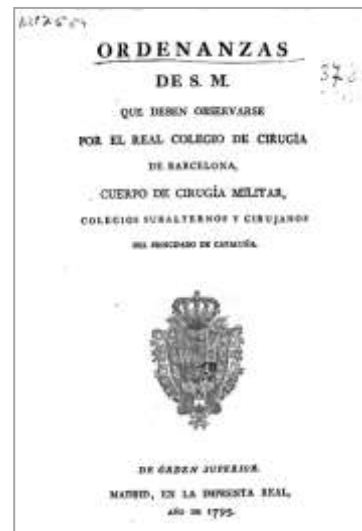 ORDENANZAS
DE S. M.
QUE DEBEN OBSERVARSE
POR EL REAL COLEGIO DE CIRUGÍA
DE BARCELONA,
CUERPO DE CIRUGÍA MILITAR,
COLEGIOS SUBALTERNOS Y CIRUJANOS
DEL PRINCIPADO DE CATALUÑA.
DE ÓRDEN SUPERIOR.
MADRID, EN LA IMPRENTA REAL,
AÑO DE 1795.